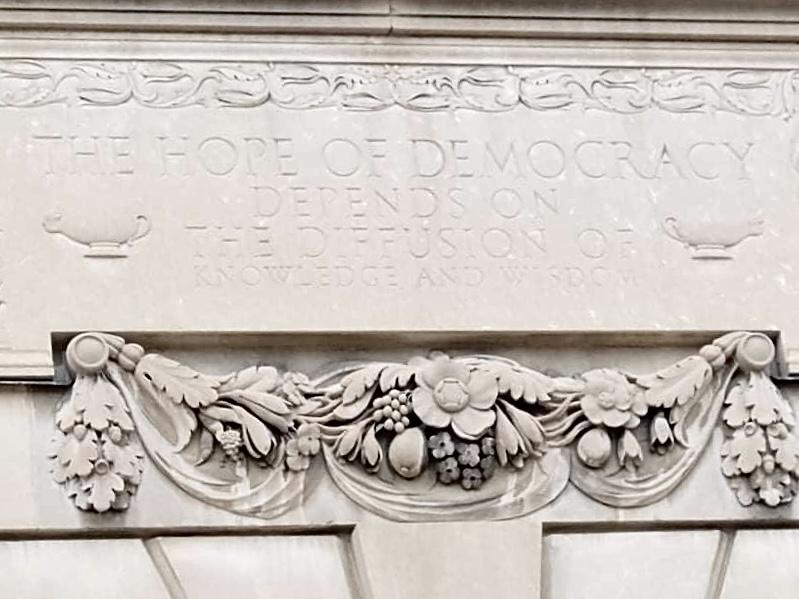 THE HOPE OF DEMOCRACY
DEPENDS ON
THE DIFFUSION OF
KNOWLEDGE AND WISDOM